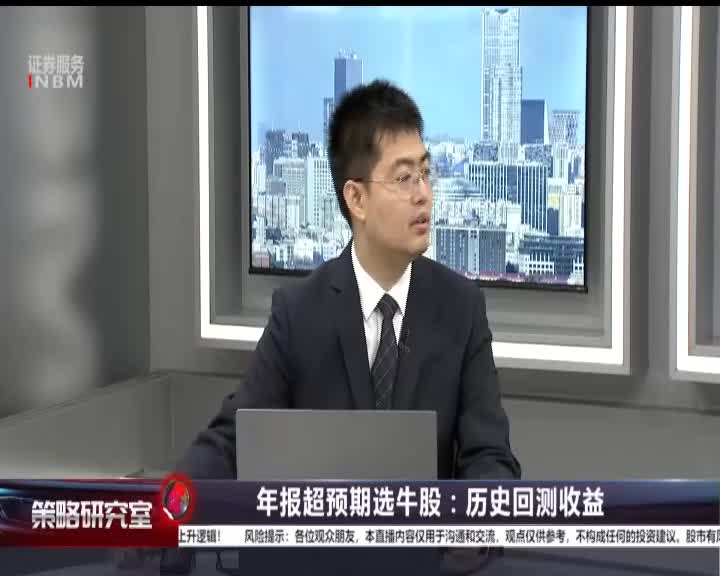 证券服务
NBM
年报超预期选牛股：历史回测收益
策略研究室
上升逻辑！ 风险提示：各位观众朋友，本直播内容仅用于沟通和交流，观点仅供参考，不构成任何的投资建议。股市有风